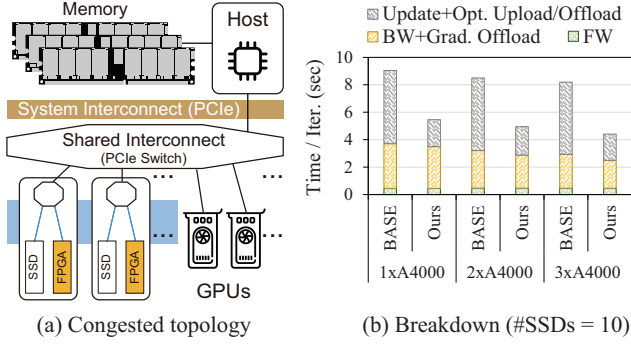 Memory
Host
System Interconnect (PCIe)
Shared Interconnect
(PCIe Switch)
...
...
SSD
FPGA
SSD
FPGA
...
...
GPUs
(a) Congested topology
Update+Opt. Upload/Offload
BW+Grad. Offload
FW
Time / Iter. (sec)
10
8
6
4
2
0
BASE
Ours
BASE
Ours
BASE
Ours
1xA4000
2xA4000
3xA4000
(b) Breakdown (#SSDs = 10)